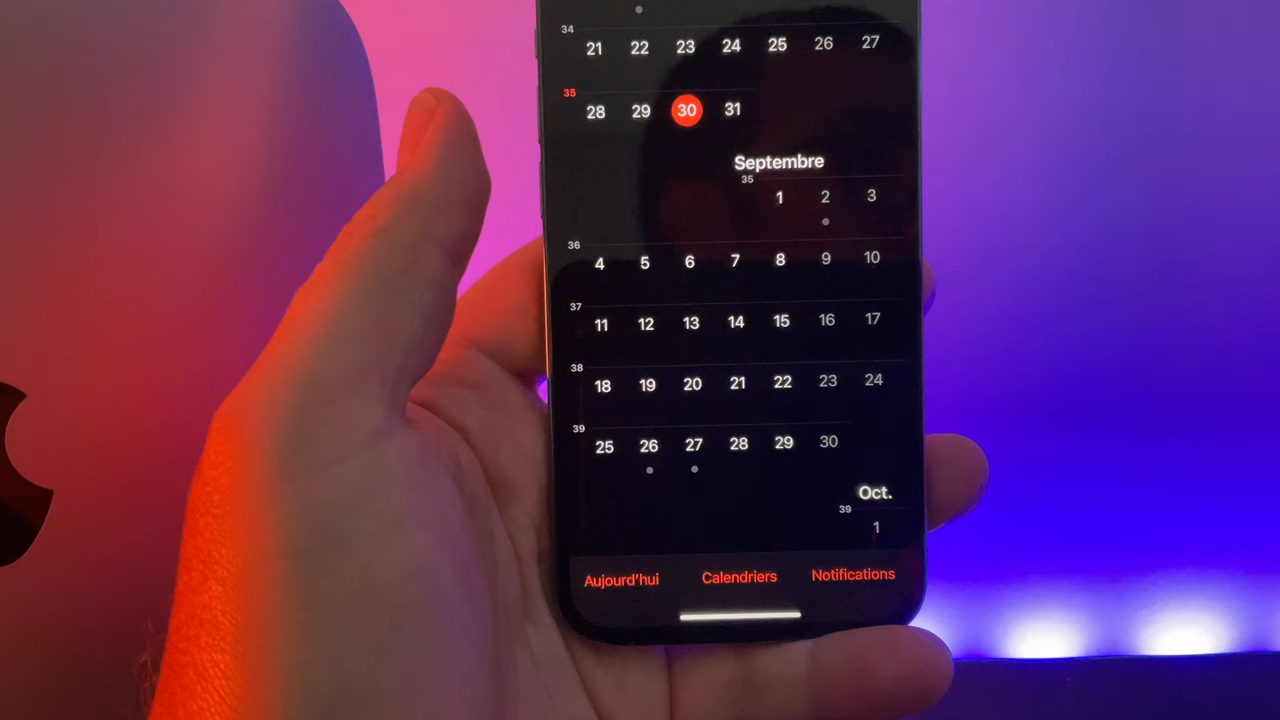 34
21 22 23 24 25 26 27
35
28 29 30 31
Septembre
35
1 2 3
36
4 5 6 7 8 9 10
37
11 12 13 14 15 16 17
38
18 19 20 21 22 23 24
39
25 26 27 28 29 30
Oct.
39
1
Aujourd'hui Calendriers Notifications